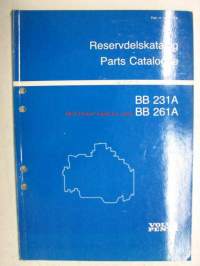 Reservdelskatalog
Parts Catalogue
BB 231A
BB 261A
VOLVO
PENTA